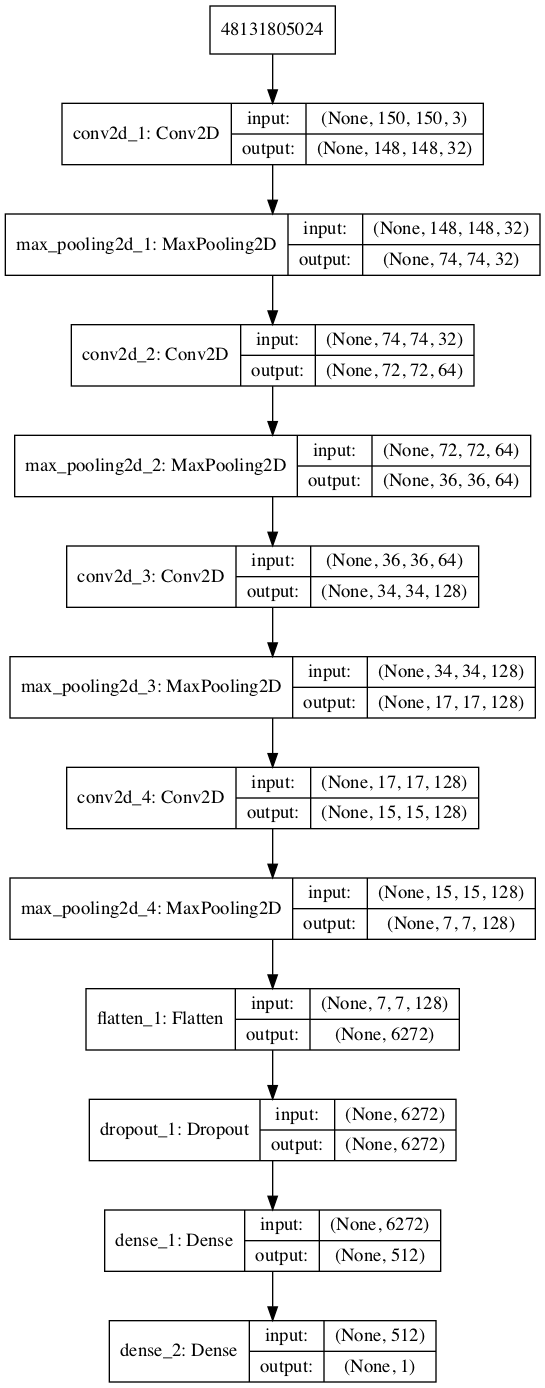 48131805024
conv2d_1: Conv2D
input: (None, 150, 150, 3)
output: (None, 148, 148, 32)
max_pooling2d_1: MaxPooling2D
input: (None, 148, 148, 32)
output: (None, 74, 74, 32)
conv2d_2: Conv2D
input: (None, 74, 74, 32)
output: (None, 72, 72, 64)
max_pooling2d_2: MaxPooling2D
input: (None, 72, 72, 64)
output: (None, 36, 36, 64)
conv2d_3: Conv2D
input: (None, 36, 36, 64)
output: (None, 34, 34, 128)
max_pooling2d_3: MaxPooling2D
input: (None, 34, 34, 128)
output: (None, 17, 17, 128)
conv2d_4: Conv2D
input: (None, 17, 17, 128)
output: (None, 15, 15, 128)
max_pooling2d_4: MaxPooling2D
input: (None, 15, 15, 128)
output: (None, 7, 7, 128)
flatten_1: Flatten
input: (None, 7, 7, 128)
output: (None, 6272)
dropout_1: Dropout
input: (None, 6272)
output: (None, 6272)
dense_1: Dense
input: (None, 6272)
output: (None, 512)
dense_2: Dense
input: (None, 512)
output: (None, 1)